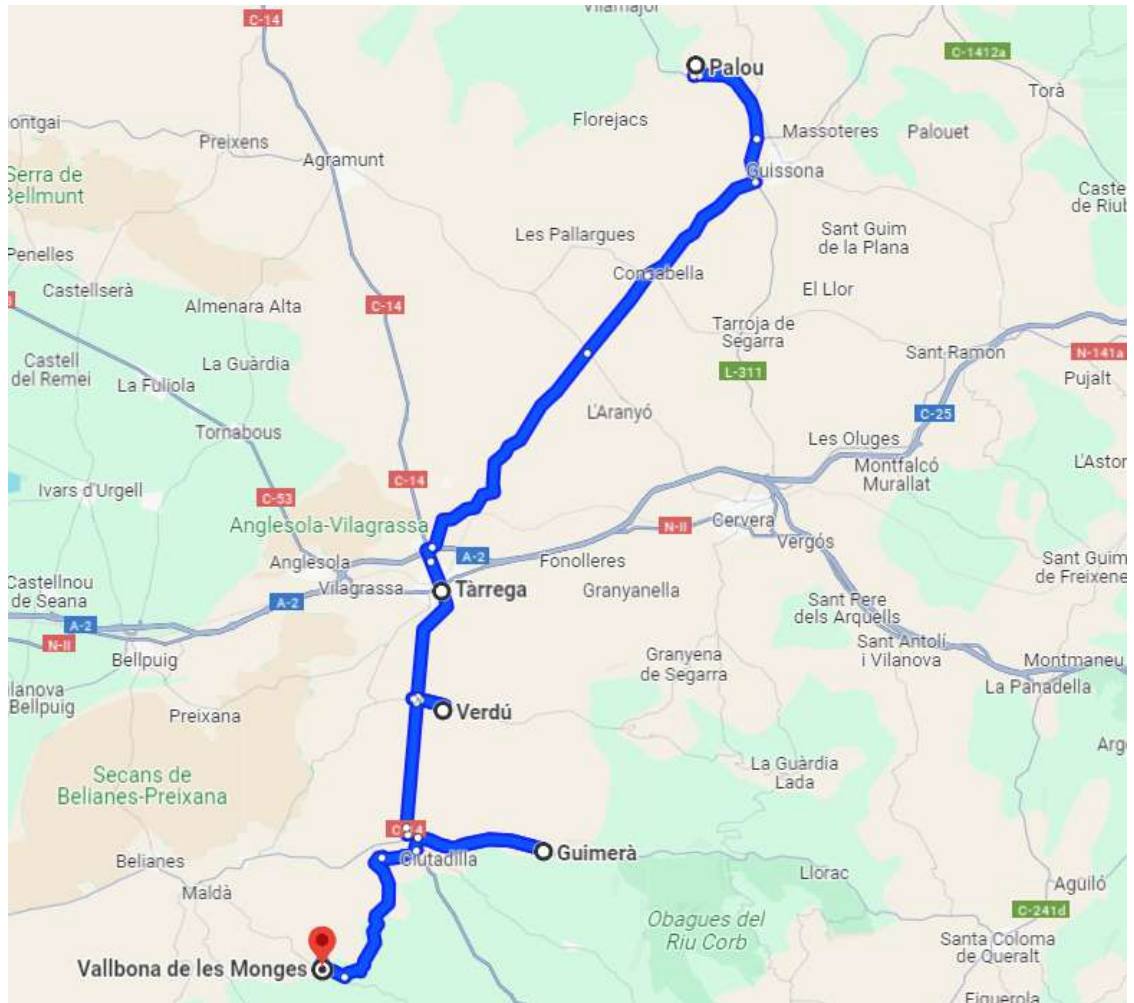 Vilamajor
C-14
Palou
C-1412a
Torà
Florejacs
ontgai
Preixens
Massoteres
Palouet
Agramunt
Guissona
Serra de
Bellmunt
Caste
de Riub
Sant Guim
de la Plana
Les Pallargues
Penelles
Concabella
Castellserà
El Llor
Almenara Alta
C-14
Tarroja de
Segarra
Castell
del Remei
La Guàrdia
Sant Ramon
N-141a
La Fuliola
L-311
Pujalt
L'Aranyó
C-25
Tornabous
Les Oluges
Montfalcó
Murallat
L'Aston
C-14
Ivars d'Urgell
C-53
Anglesola-Vilagrassa
N-II
Cervera
Vergós
A-2
Anglesola
Fonolleres
Sant Guim
de Freixene
Castellnou
de Seana
Vilagrassa
Tàrrega
Granyanella
A-2
Sant Pere
dels Arquells
A-2
N-II
Sant Antolí
i Vilanova
Bellpuig
Granyena
de Segarra
Montmaneu
La Panadella
ilanova
Bellpuig
Preixana
Verdú
Arg
La Guàrdia
Lada
Secans de
Belianes-Preixana
Ciutadilla
Guimerà
Belianes
Llorac
Agüiló
Maldà
C-241d
Obagues del
Riu Corb
Santa Coloma
de Queralt
Vallbona de les Monges
Figuerola